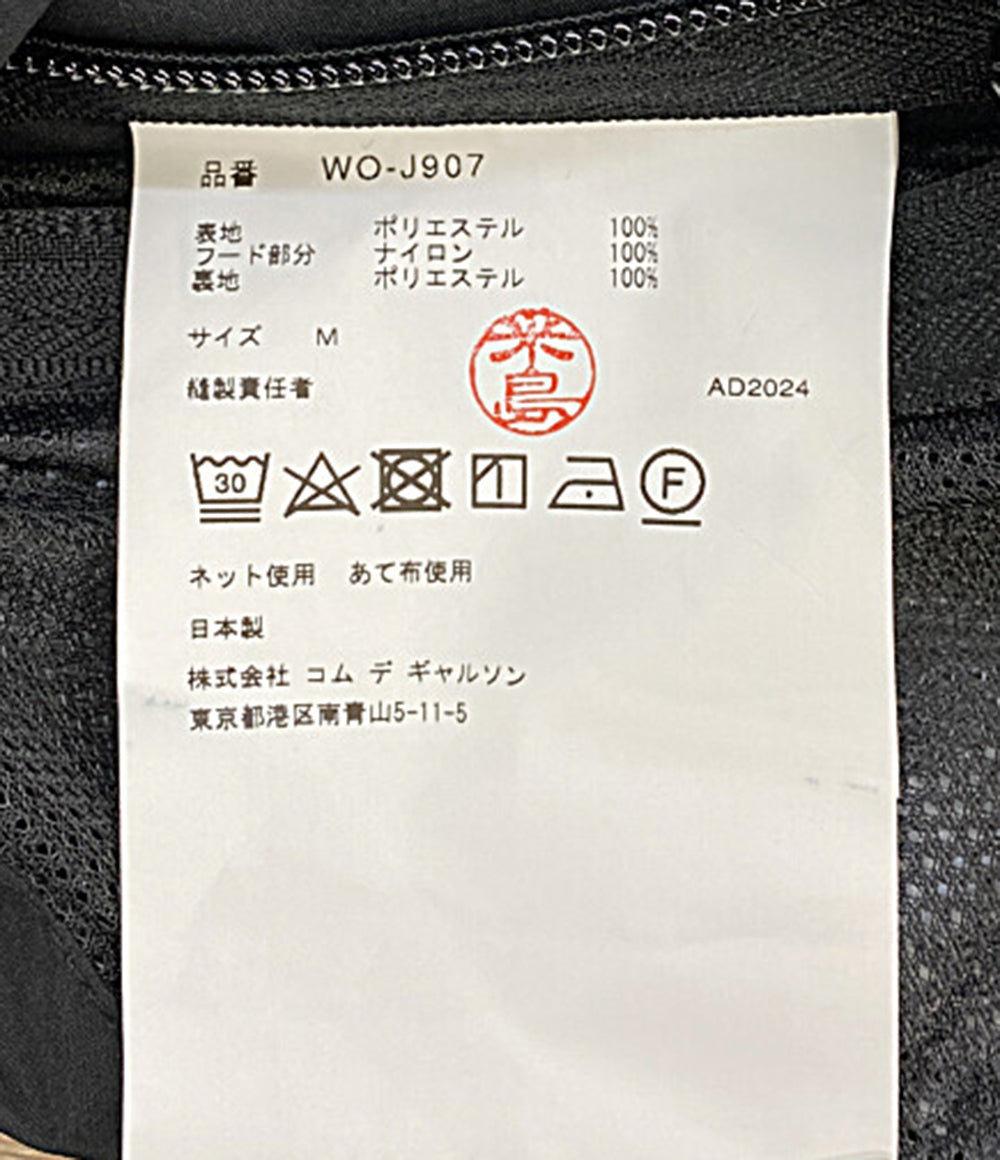 品番 WO-J907
表地 ポリエステル 100%
フード部分 ナイロン 100%
裏地 ポリエステル 100%
サイズ M
縫製責任者 AD2024
30 F
ネット使用 あて布使用
日本製
株式会社 コム デ ギャルソン
東京都港区南青山5-11-5